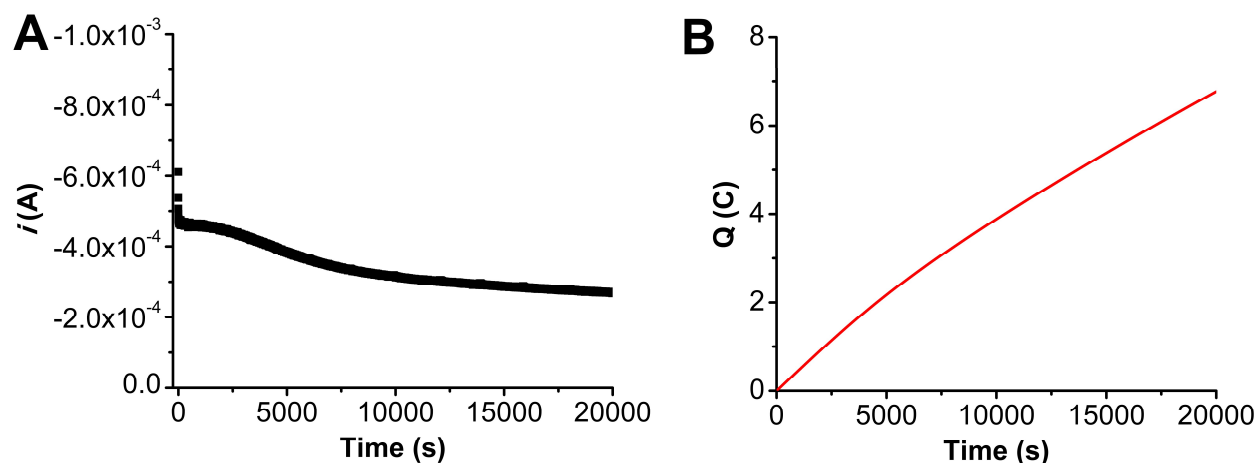 A
-1.0x10⁻³
-8.0x10⁻⁴
-6.0x10⁻⁴
-4.0x10⁻⁴
-2.0x10⁻⁴
0.0
i (A)
0 5000 10000 15000 20000
Time (s)
B
8
6
4
2
0
Q (C)
0 5000 10000 15000 20000
Time (s)